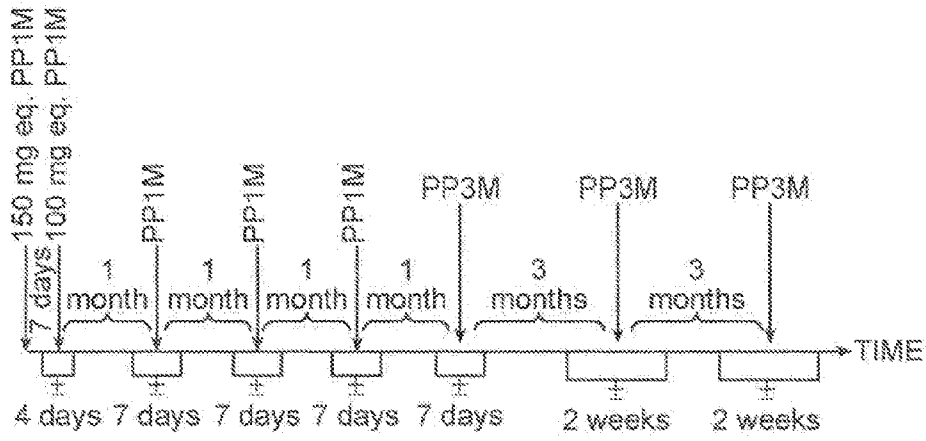 150 mg eq. PP1M
100 mg eq. PP1M
PP1M
PP1M
PP1M
PP3M
PP3M
PP3M
7 days
1
month
1
month
1
month
1
month
3
months
3
months
TIME
±
4 days
±
7 days
±
7 days
±
7 days
±
7 days
±
2 weeks
±
2 weeks